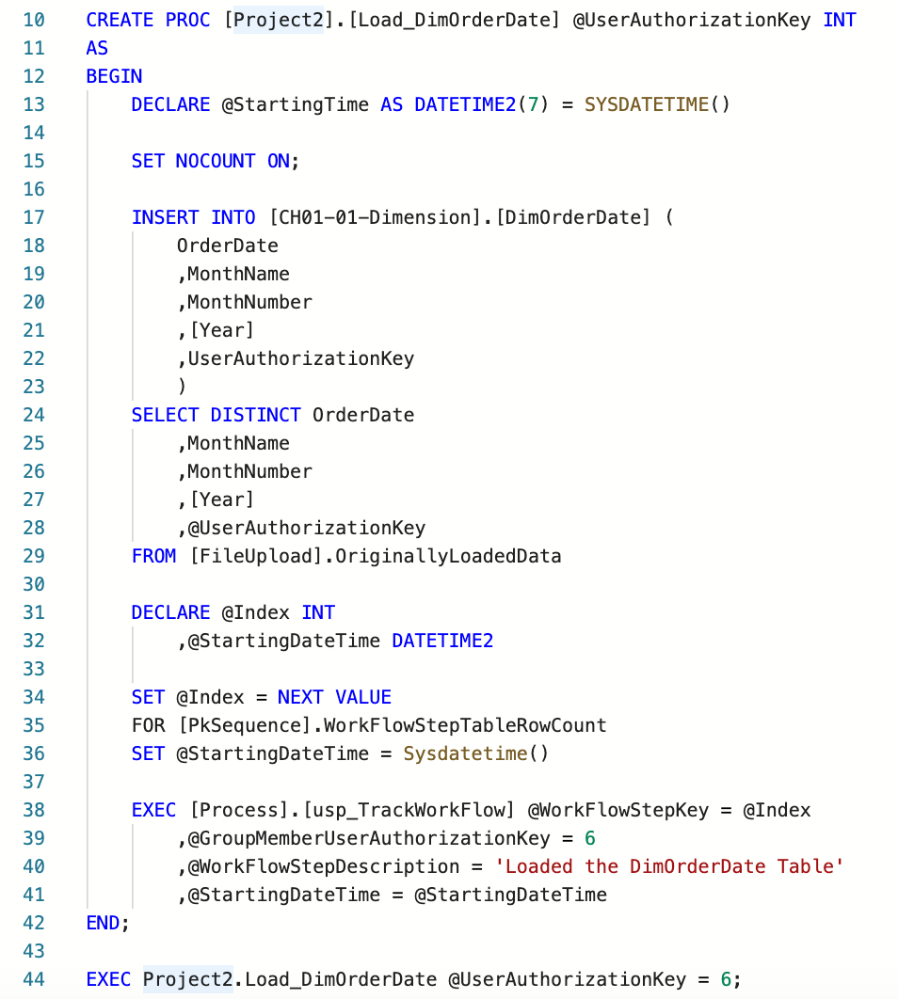 10 CREATE PROC [Project2].[Load_DimOrderDate] @UserAuthorizationKey INT
11 AS
12 BEGIN
13     DECLARE @StartingTime AS DATETIME2(7) = SYSDATETIME()
14
15     SET NOCOUNT ON;
16
17     INSERT INTO [CH01-01-Dimension].[DimOrderDate] (
18         OrderDate
19         ,MonthName
20         ,MonthNumber
21         ,[Year]
22         ,UserAuthorizationKey
23         )
24     SELECT DISTINCT OrderDate
25         ,MonthName
26         ,MonthNumber
27         ,[Year]
28         ,@UserAuthorizationKey
29     FROM [FileUpload].OriginallyLoadedData
30
31     DECLARE @Index INT
32         ,@StartingDateTime DATETIME2
33
34     SET @Index = NEXT VALUE
35     FOR [PkSequence].WorkFlowStepTableRowCount
36     SET @StartingDateTime = Sysdatetime()
37
38     EXEC [Process].[usp_TrackWorkFlow] @WorkFlowStepKey = @Index
39         ,@GroupMemberUserAuthorizationKey = 6
40         ,@WorkFlowStepDescription = 'Loaded the DimOrderDate Table'
41         ,@StartingDateTime = @StartingDateTime
42 END;
43
44 EXEC Project2.Load_DimOrderDate @UserAuthorizationKey = 6;